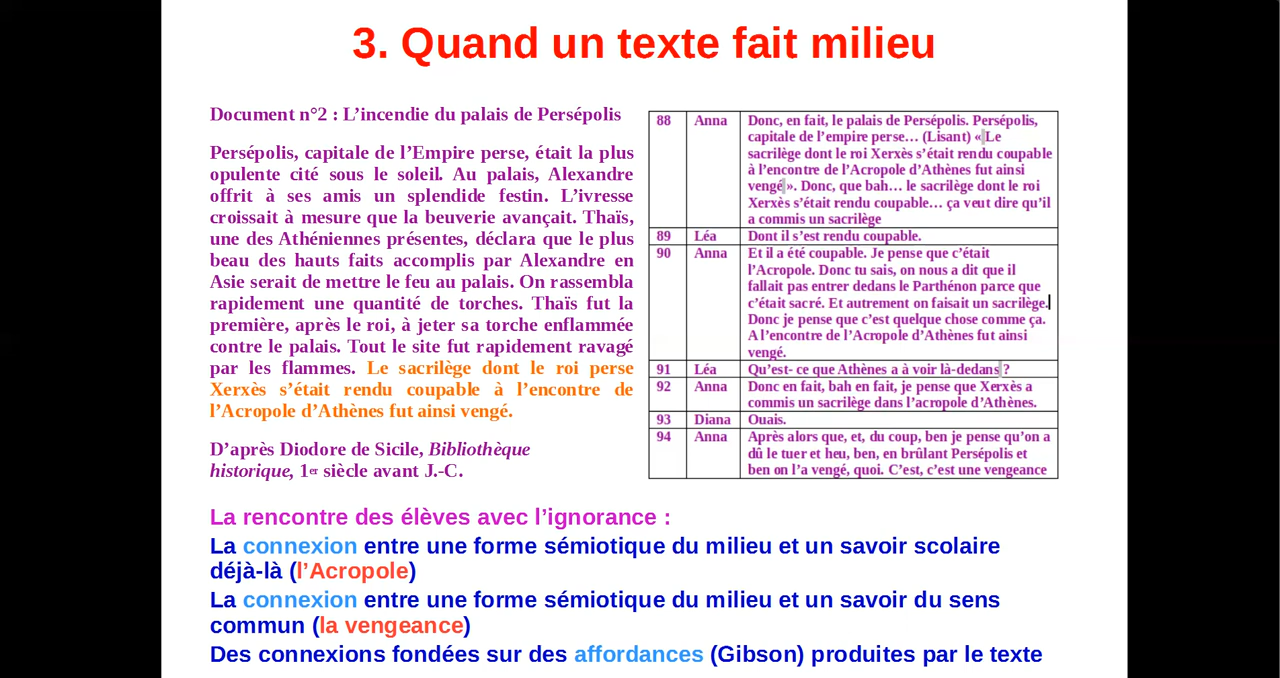 3. Quand un texte fait milieu
Document n°2 : L’incendie du palais de Persépolis
Persépolis, capitale de l’Empire perse, était la plus
opulente cité sous le soleil. Au palais, Alexandre
offrit à ses amis un splendide festin. L’ivresse
croissait à mesure que la beuverie avançait. Thaïs,
une des Athéniennes présentes, déclara que le plus
beau des hauts faits accomplis par Alexandre en
Asie serait de mettre le feu au palais. On rassembla
rapidement une quantité de torches. Thaïs fut la
première, après le roi, à jeter sa torche enflammée
contre le palais. Tout le site fut rapidement ravagé
par les flammes. Le sacrilège dont le roi perse
Xerxès s’était rendu coupable à l’encontre de
l’Acropole d’Athènes fut ainsi vengé.
D’après Diodore de Sicile, Bibliothèque
historique, 1er siècle avant J.-C.
88 Anna Donc, en fait, le palais de Persépolis. Persépolis,
capitale de l’empire perse… (Lisant) « Le
sacrilège dont le roi Xerxès s’était rendu coupable
à l’encontre de l’Acropole d’Athènes fut ainsi
vengé ». Donc, que bah… le sacrilège dont le roi
Xerxès s’était rendu coupable… ça veut dire qu’il
a commis un sacrilège
89 Léa Dont il s’est rendu coupable.
90 Anna Et il a été coupable. Je pense que c’était
l’Acropole. Donc tu sais, on nous a dit que il
fallait pas entrer dedans le Parthénon parce que
c’était sacré. Et autrement on faisait un sacrilège.
Donc je pense que c’est quelque chose comme ça.
A l’encontre de l’Acropole d’Athènes fut ainsi
vengé.
91 Léa Qu’est- ce que Athènes a à voir là-dedans ?
92 Anna Donc en fait, bah en fait, je pense que Xerxès a
commis un sacrilège dans l’acropole d’Athènes.
93 Diana Ouais.
94 Anna Après alors que, et, du coup, ben je pense qu’on a
dû le tuer et heu, ben, en brûlant Persépolis et
ben on l’a vengé, quoi. C’est, c’est une vengeance
La rencontre des élèves avec l’ignorance :
La connexion entre une forme sémiotique du milieu et un savoir scolaire
déjà-là (l’Acropole)
La connexion entre une forme sémiotique du milieu et un savoir du sens
commun (la vengeance)
Des connexions fondées sur des affordances (Gibson) produites par le texte